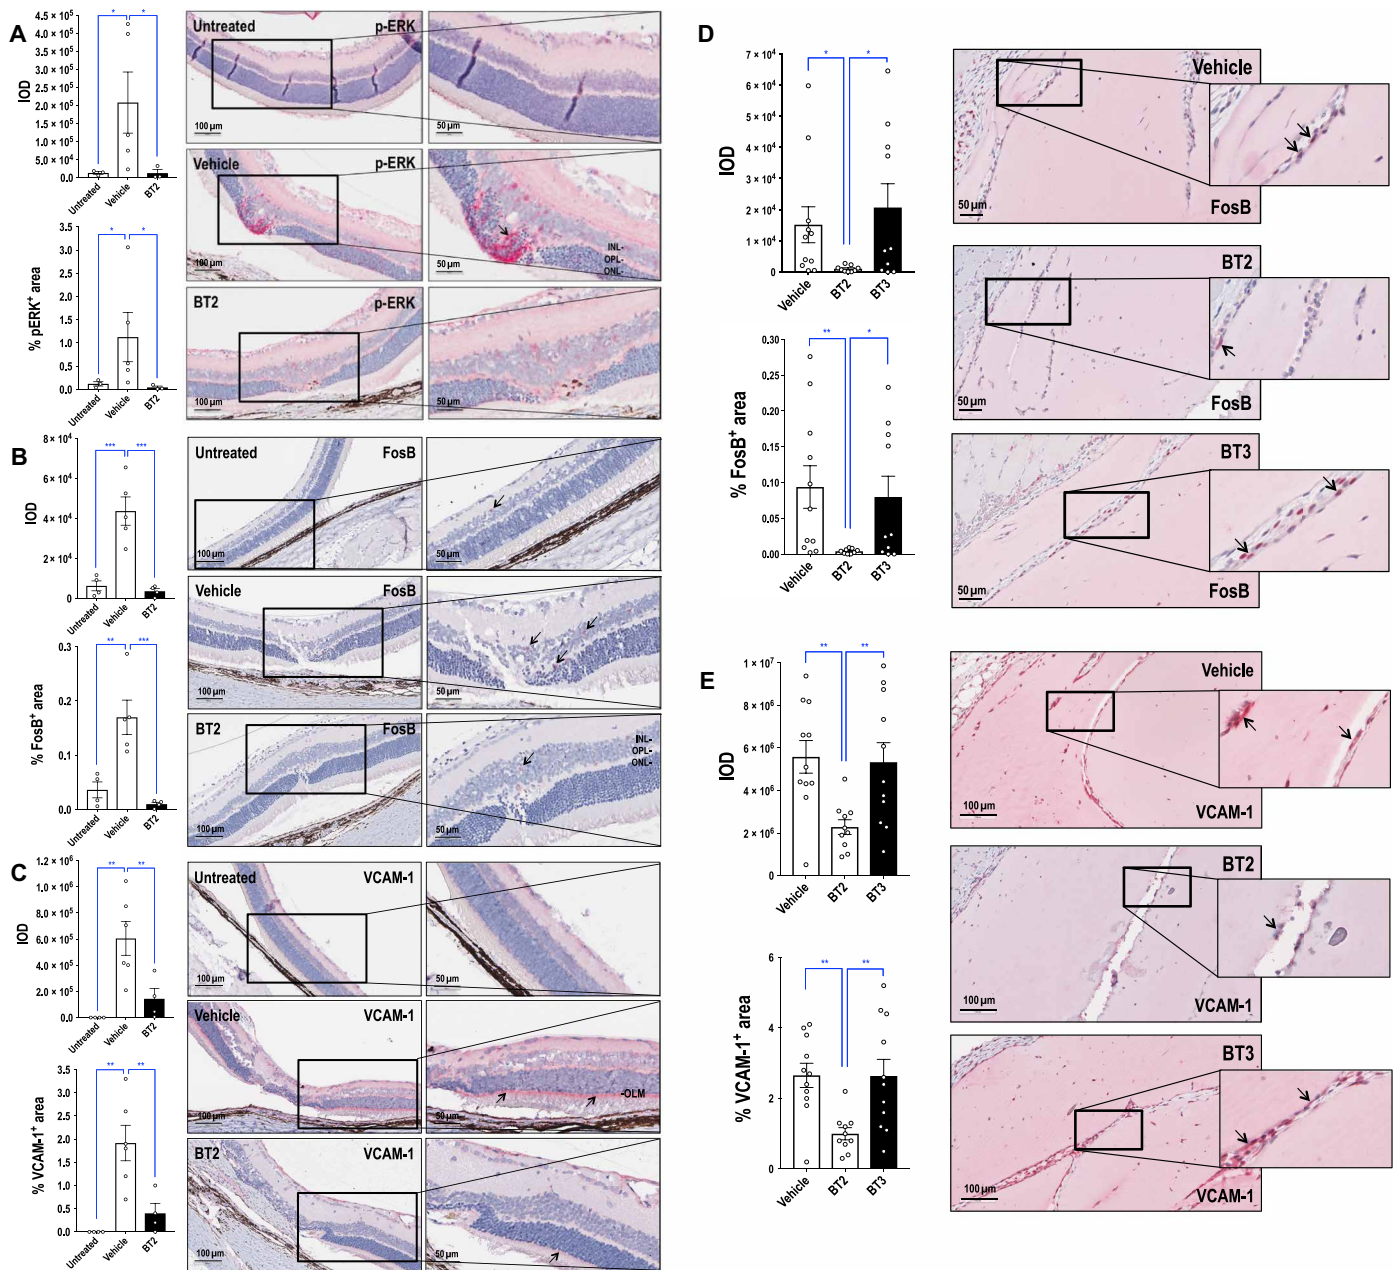 A
IOD
4.5 × 10⁵
4.0 × 10⁵
3.5 × 10⁵
3.0 × 10⁵
2.5 × 10⁵
2.0 × 10⁵
1.5 × 10⁵
1.0 × 10⁵
5.0 × 10⁴
0.0
* *
Untreated Vehicle BT2
% pERK⁺ area
3.5
3.0
2.5
2.0
1.5
1.0
0.5
0.0
* *
Untreated Vehicle BT2
Untreated p-ERK
100 µm 50 µm
Vehicle p-ERK
100 µm 50 µm
INL-
OPL-
ONL-
BT2 p-ERK
100 µm 50 µm
B
IOD
8 × 10⁴
6 × 10⁴
4 × 10⁴
2 × 10⁴
0
*** ***
Untreated Vehicle BT2
% FosB⁺ area
0.3
0.2
0.1
0.0
** ***
Untreated Vehicle BT2
Untreated FosB
100 µm 50 µm
Vehicle FosB
100 µm 50 µm
BT2 FosB
100 µm 50 µm
INL-
OPL-
ONL-
C
IOD
1.2 × 10⁶
1.0 × 10⁶
8.0 × 10⁵
6.0 × 10⁵
4.0 × 10⁵
2.0 × 10⁵
0.0
** **
Untreated Vehicle BT2
% VCAM-1⁺ area
3.5
3.0
2.5
2.0
1.5
1.0
0.5
0.0
** **
Untreated Vehicle BT2
Untreated VCAM-1
100 µm 50 µm
Vehicle VCAM-1
100 µm 50 µm
-OLM
BT2 VCAM-1
100 µm 50 µm
D
IOD
7 × 10⁴
6 × 10⁴
5 × 10⁴
4 × 10⁴
3 × 10⁴
2 × 10⁴
1 × 10⁴
0
* *
Vehicle BT2 BT3
% FosB⁺ area
0.30
0.25
0.20
0.15
0.10
0.05
0.00
** *
Vehicle BT2 BT3
Vehicle
50 µm FosB
BT2
50 µm FosB
BT3
50 µm FosB
E
IOD
1 × 10⁷
8 × 10⁶
6 × 10⁶
4 × 10⁶
2 × 10⁶
0
** **
Vehicle BT2 BT3
% VCAM-1⁺ area
6
4
2
0
** **
Vehicle BT2 BT3
Vehicle
100 µm VCAM-1
BT2
100 µm VCAM-1
BT3
100 µm VCAM-1